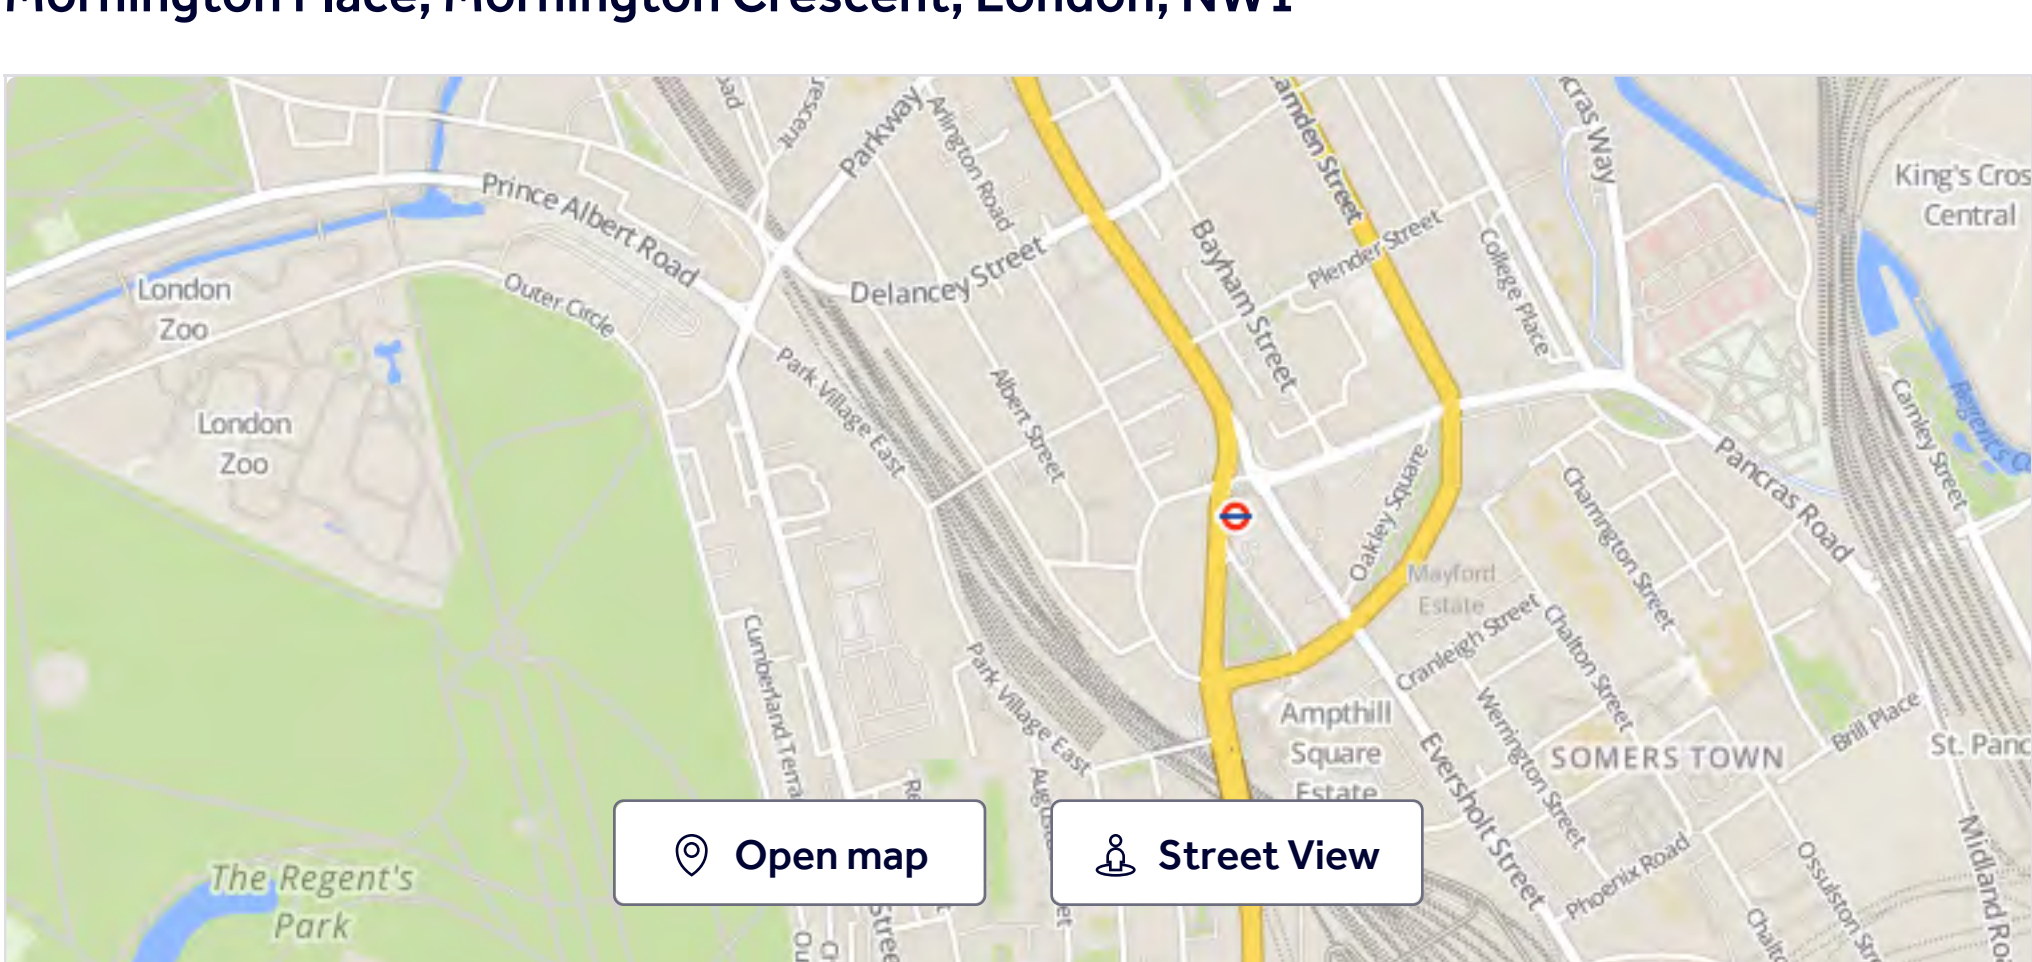 Mornington Place, Mornington Crescent, London, NW1
Parkway
Arlington Road
Camden Street
King's Cros
Central
Prince Albert Road
Bayham Street
Plender Street
College Place
Delancey Street
London
Zoo
Outer Circle
Park Village East
Albert Street
Camley Street
London
Zoo
Pancras Road
Oakley Square
Charrington Street
Mayford
Estate
Cranleigh Street
Chalton Street
Cumberland Terra
Park Village East
Ampthill
Square
Estate
Werrington Street
Eversholt Street
SOMERS TOWN
Brill Place
St. Panc
Open map
Street View
Phoenix Road
Ossulston Str
Midland Ro
The Regent's
Park
Chalto